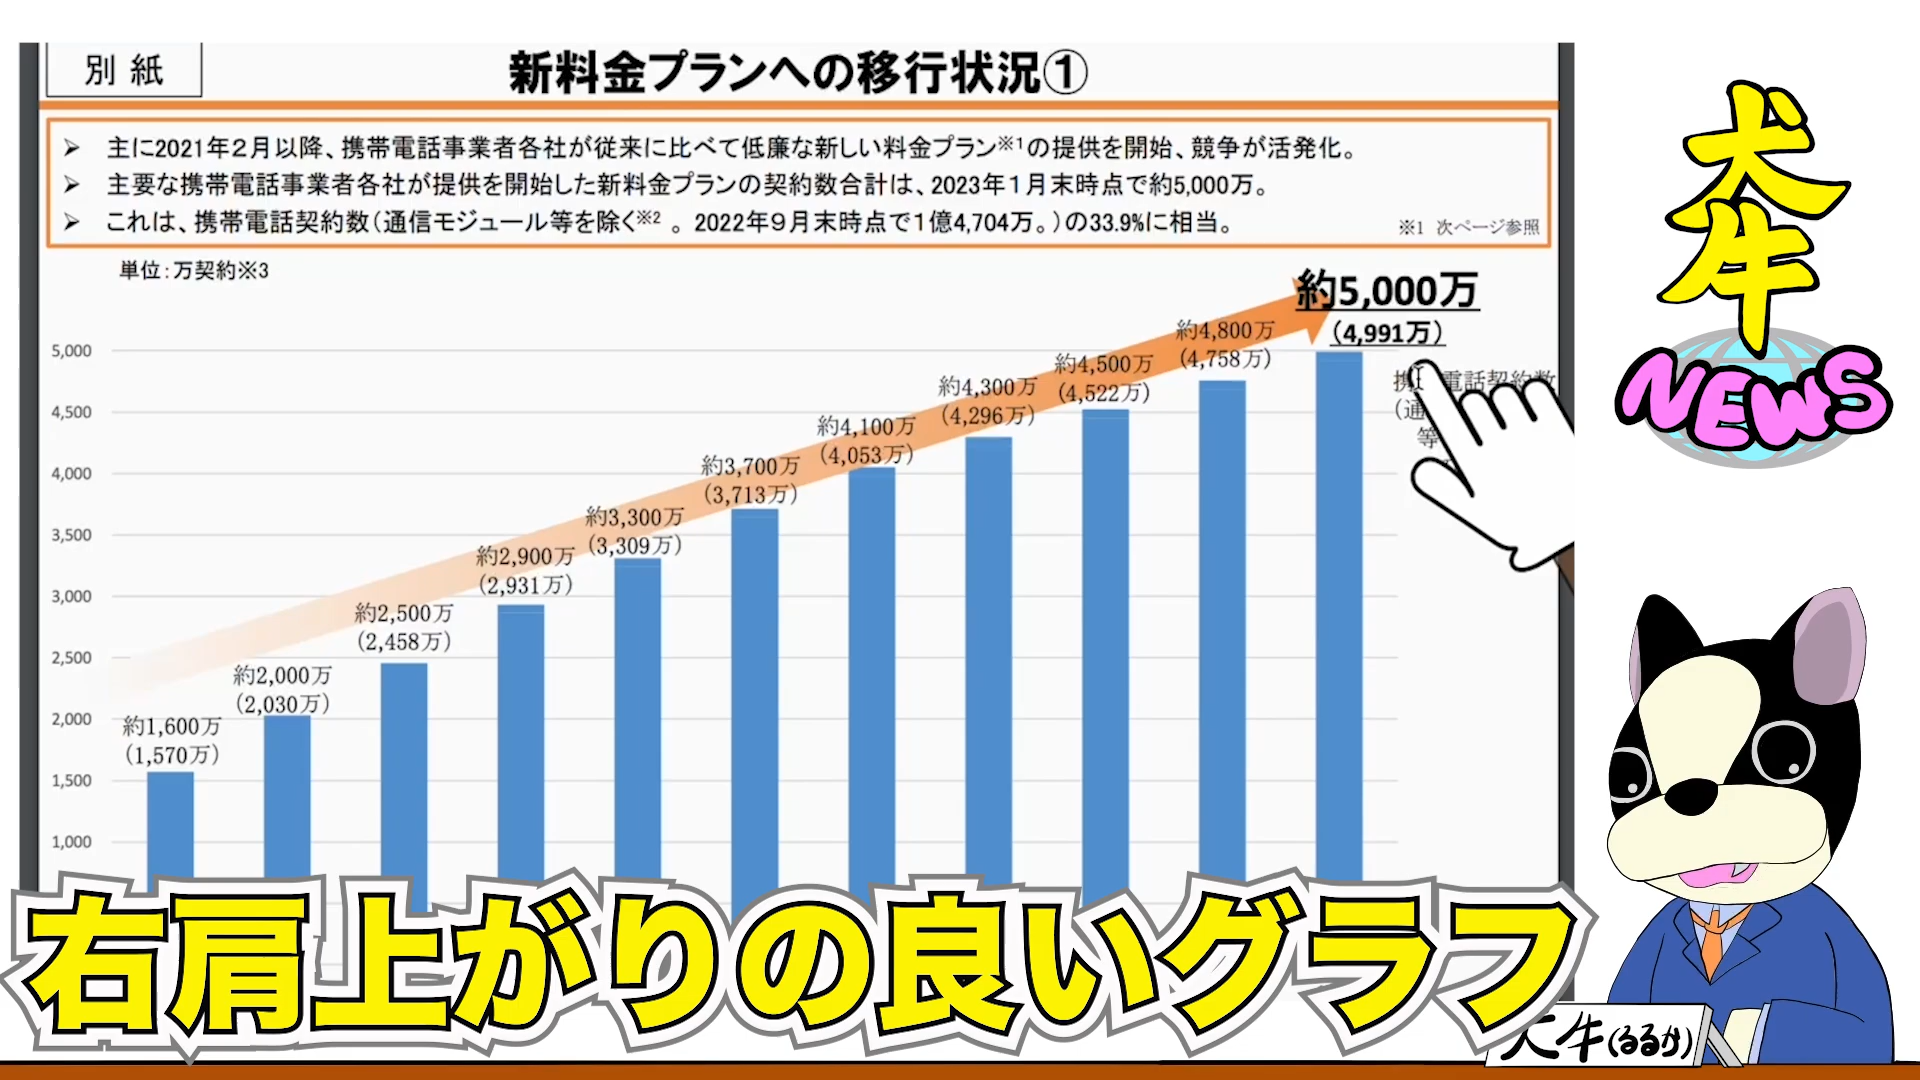 別紙
新料金プランへの移行状況①
➢ 主に2021年２月以降、携帯電話事業者各社が従来に比べて低廉な新しい料金プラン※1の提供を開始、競争が活発化。
➢ 主要な携帯電話事業者各社が提供を開始した新料金プランの契約数合計は、2023年１月末時点で約5,000万。
➢ これは、携帯電話契約数（通信モジュール等を除く※2 。2022年９月末時点で１億4,704万。）の33.9%に相当。
※1 次ページ参照
単位：万契約※3
5,000
4,500
4,000
3,500
3,000
2,500
2,000
1,500
1,000
約1,600万
（1,570万）
約2,000万
（2,030万）
約2,500万
（2,458万）
約2,900万
（2,931万）
約3,300万
（3,309万）
約3,700万
（3,713万）
約4,100万
（4,053万）
約4,300万
（4,296万）
約4,500万
（4,522万）
約4,800万
（4,758万）
約5,000万
（4,991万）
電話契約数
（通
等
右肩上がりの良いグラフ
犬牛
NEWS
犬牛(るるか)